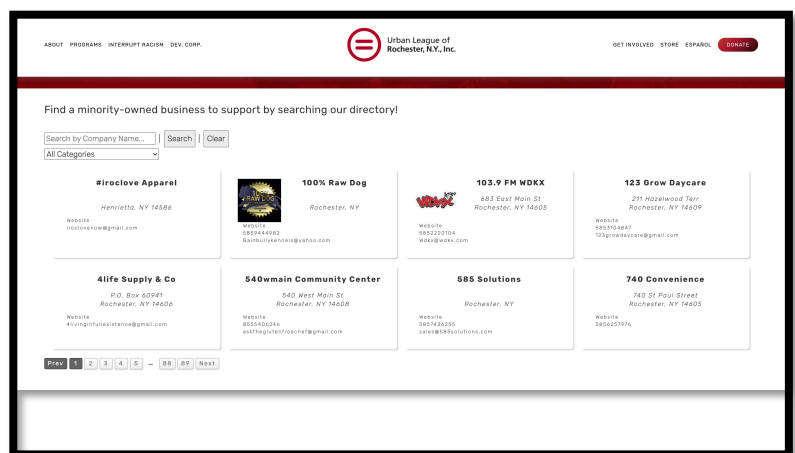 ABOUT PROGRAMS INTERRUPT RACISM DEV. CORP.
Urban League of
Rochester, N.Y., Inc.
GET INVOLVED STORE ESPAÑOL DONATE
Find a minority-owned business to support by searching our directory!
Search by Company Name... | Search | Clear
All Categories
#iroclove Apparel
Henrietta, NY 14586
Website
iroclovenow@gmail.com
100% RAW DOG
100% Raw Dog
Rochester, NY
Website
5859444982
Bainbullykennels@yahoo.com
WDKX
103.9 FM WDKX
683 East Main St
Rochester, NY 14605
Website
5852220104
Wdkx@wdkx.com
123 Grow Daycare
211 Hazelwood Terr
Rochester, NY 14609
Website
5853104847
123growdaycare@gmail.com
4life Supply & Co
P.O. Box 60941
Rochester, NY 14606
Website
4livinginfullexistence@gmail.com
540wmain Community Center
540 West Main St
Rochester, NY 14608
Website
8555406246
asktheglutenfreechef@gmail.com
585 Solutions
Rochester, NY
Website
5857436255
sales@585solutions.com
740 Convenience
740 St Paul Street
Rochester, NY 14605
Website
5856257976
Prev 1 2 3 4 5 … 88 89 Next